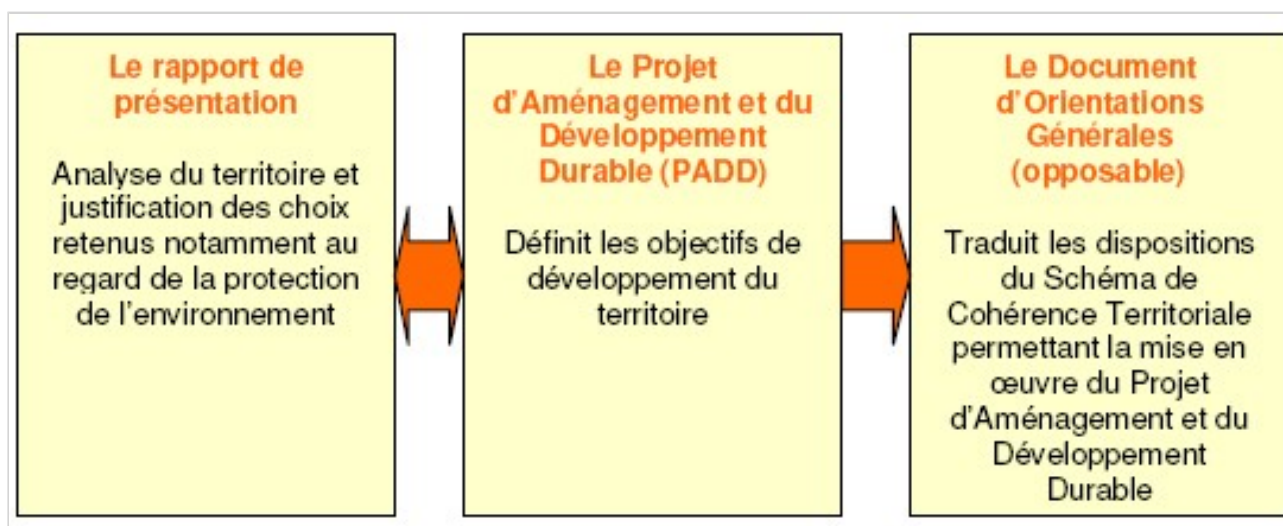 Le rapport de
présentation
Analyse du territoire et
justification des choix
retenus notamment au
regard de la protection
de l'environnement
Le Projet
d'Aménagement et du
Développement
Durable (PADD)
Définit les objectifs de
développement du
territoire
Le Document
d'Orientations
Générales
(opposable)
Traduit les dispositions
du Schéma de
Cohérence Territoriale
permettant la mise en
œuvre du Projet
d'Aménagement et du
Développement
Durable